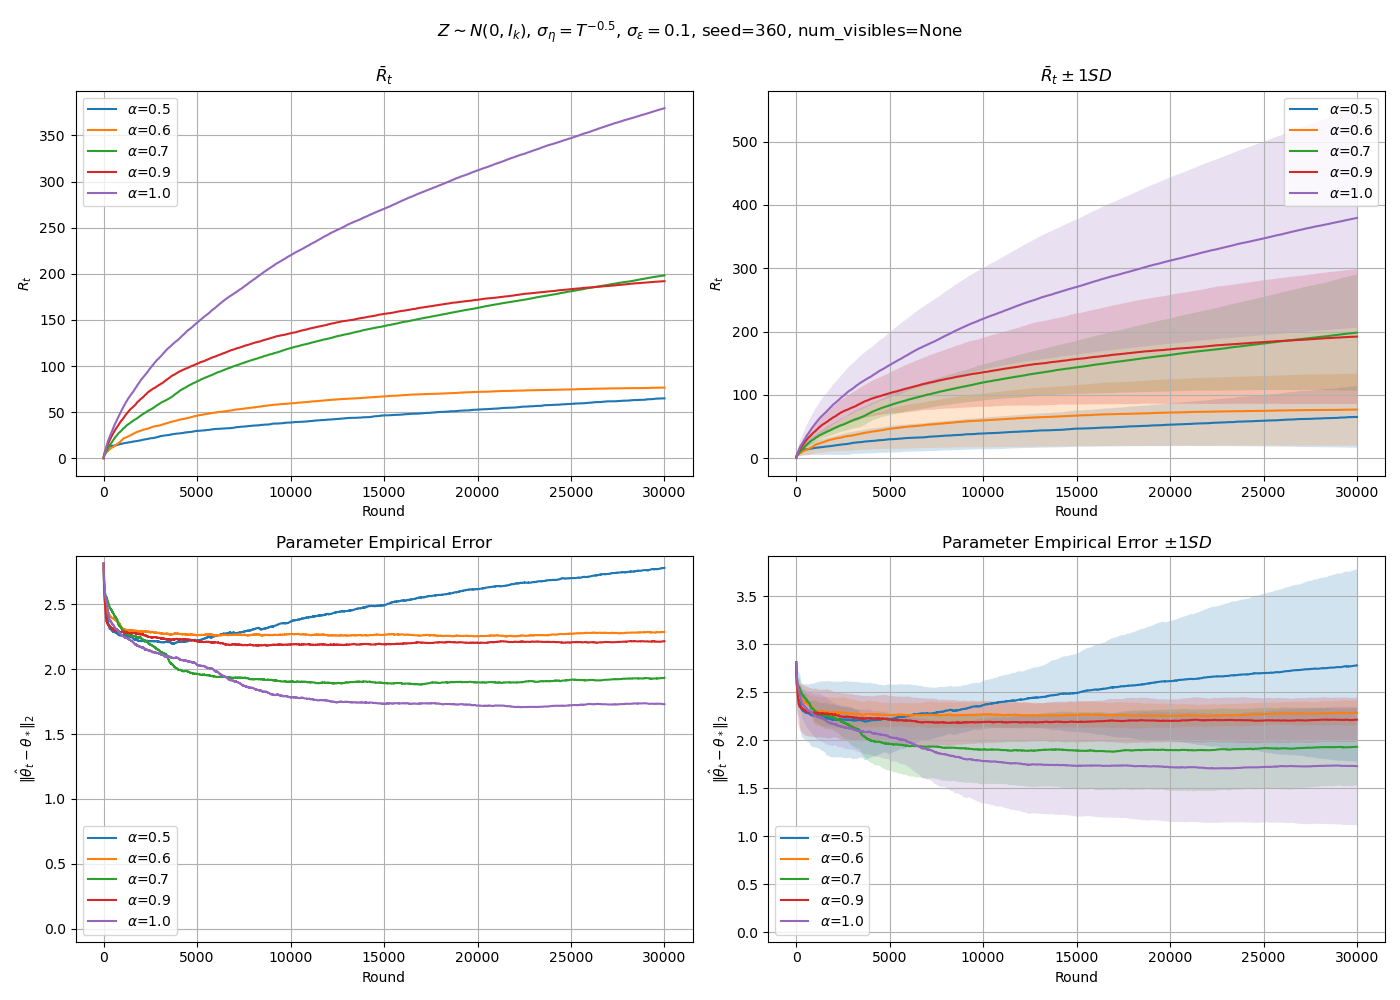 Z ~ N(0, I_k), σ_η = T^{−0.5}, σ_ε = 0.1, seed=360, num_visibles=None
R̄_t
R_t
350
300
250
200
150
100
50
0
α=0.5
α=0.6
α=0.7
α=0.9
α=1.0
0 5000 10000 15000 20000 25000 30000
Round
R̄_t ± 1SD
R_t
500
400
300
200
100
0
α=0.5
α=0.6
α=0.7
α=0.9
α=1.0
0 5000 10000 15000 20000 25000 30000
Round
Parameter Empirical Error
‖θ̂_t − θ_*‖_2
2.5
2.0
1.5
1.0
0.5
0.0
α=0.5
α=0.6
α=0.7
α=0.9
α=1.0
0 5000 10000 15000 20000 25000 30000
Round
Parameter Empirical Error ±1SD
‖θ̂_t − θ_*‖_2
3.5
3.0
2.5
2.0
1.5
1.0
0.5
0.0
α=0.5
α=0.6
α=0.7
α=0.9
α=1.0
0 5000 10000 15000 20000 25000 30000
Round